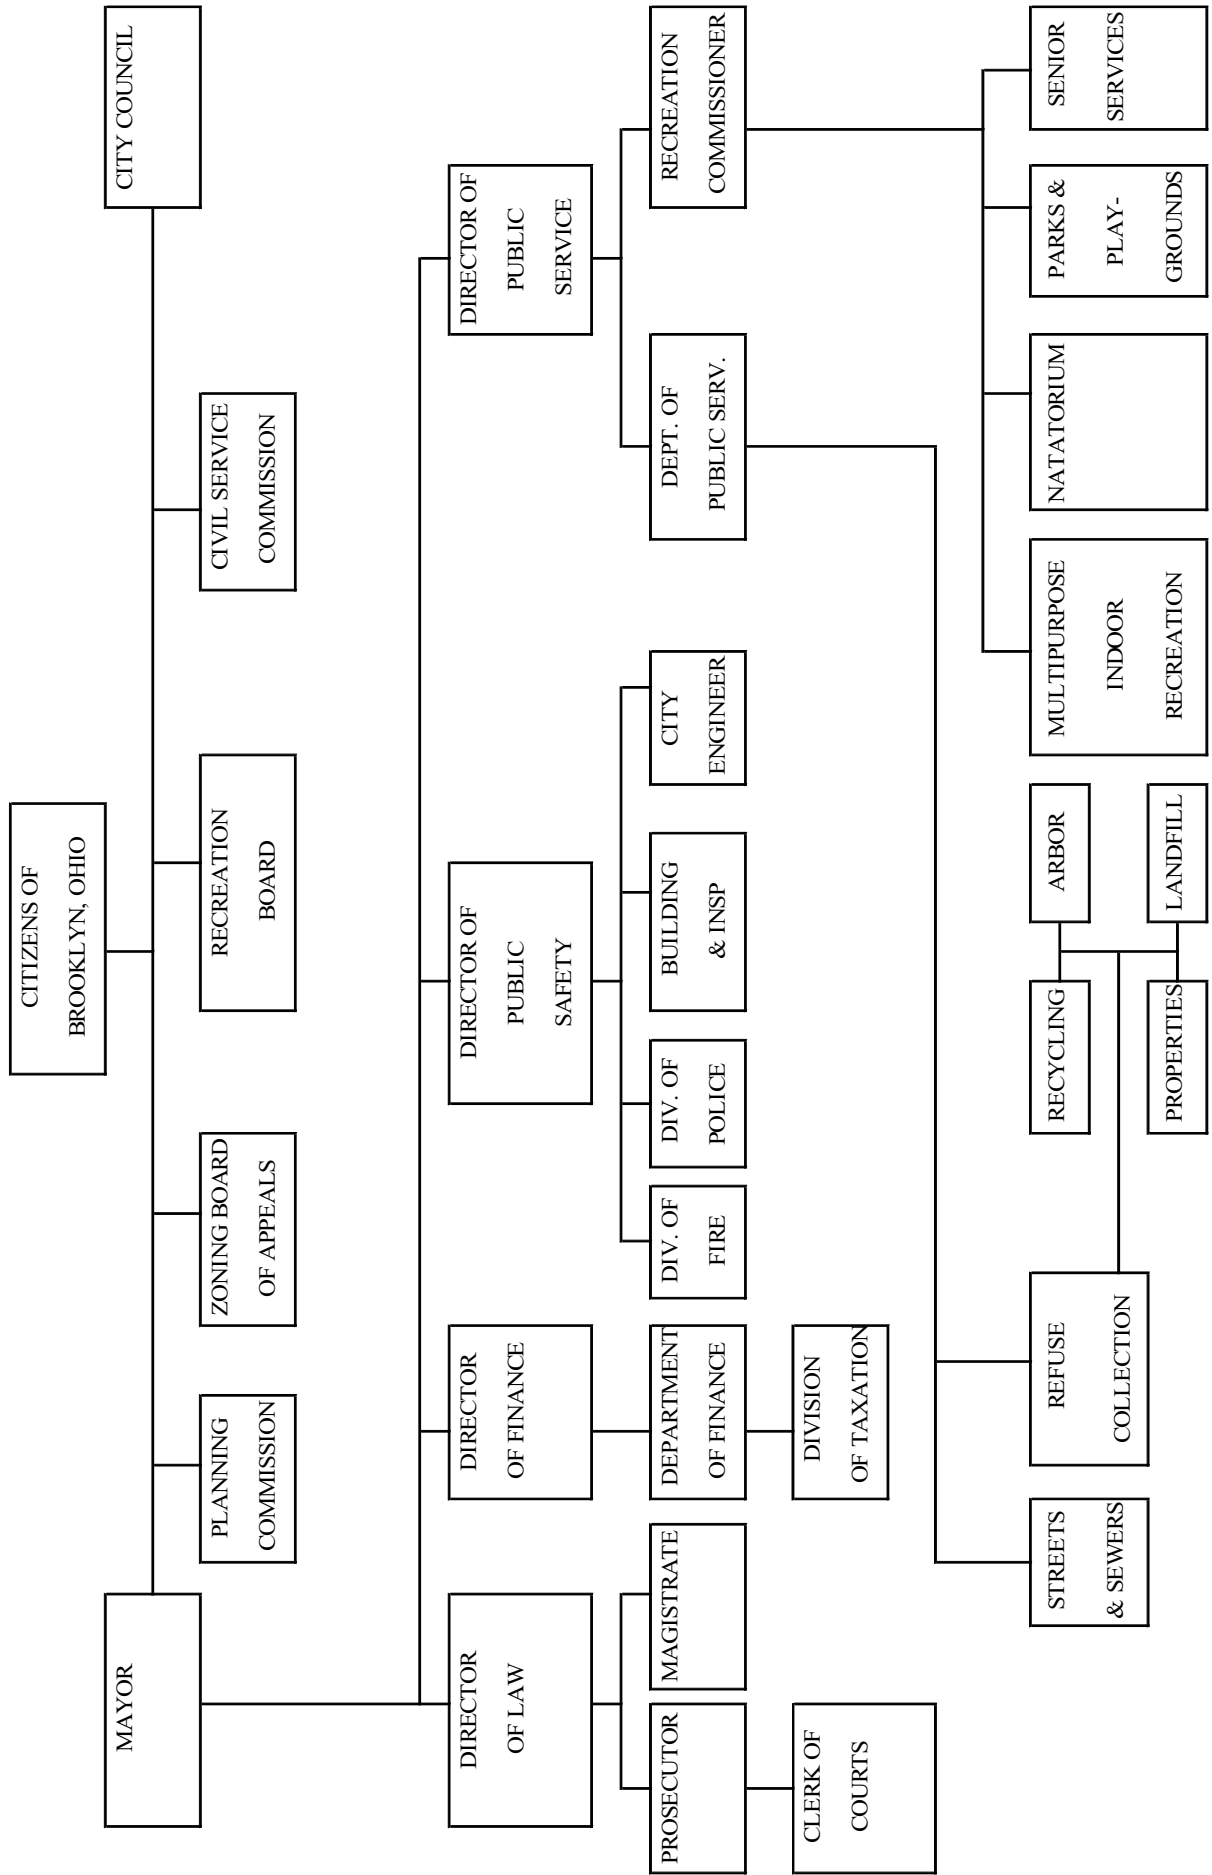 CITIZENS OF
BROOKLYN, OHIO
MAYOR
CITY COUNCIL
PLANNING
COMMISSION
ZONING BOARD
OF APPEALS
RECREATION
BOARD
CIVIL SERVICE
COMMISSION
DIRECTOR
OF LAW
DIRECTOR
OF FINANCE
DIRECTOR OF
PUBLIC
SAFETY
DIRECTOR OF
PUBLIC
SERVICE
PROSECUTOR
MAGISTRATE
DEPARTMENT
OF FINANCE
DIV. OF
FIRE
DIV. OF
POLICE
BUILDING
& INSP
CITY
ENGINEER
DEPT. OF
PUBLIC SERV.
RECREATION
COMMISSIONER
CLERK OF
COURTS
DIVISION
OF TAXATION
STREETS
& SEWERS
REFUSE
COLLECTION
RECYCLING
ARBOR
PROPERTIES
LANDFILL
MULTIPURPOSE
INDOOR
RECREATION
NATATORIUM
PARKS &
PLAY-
GROUNDS
SENIOR
SERVICES